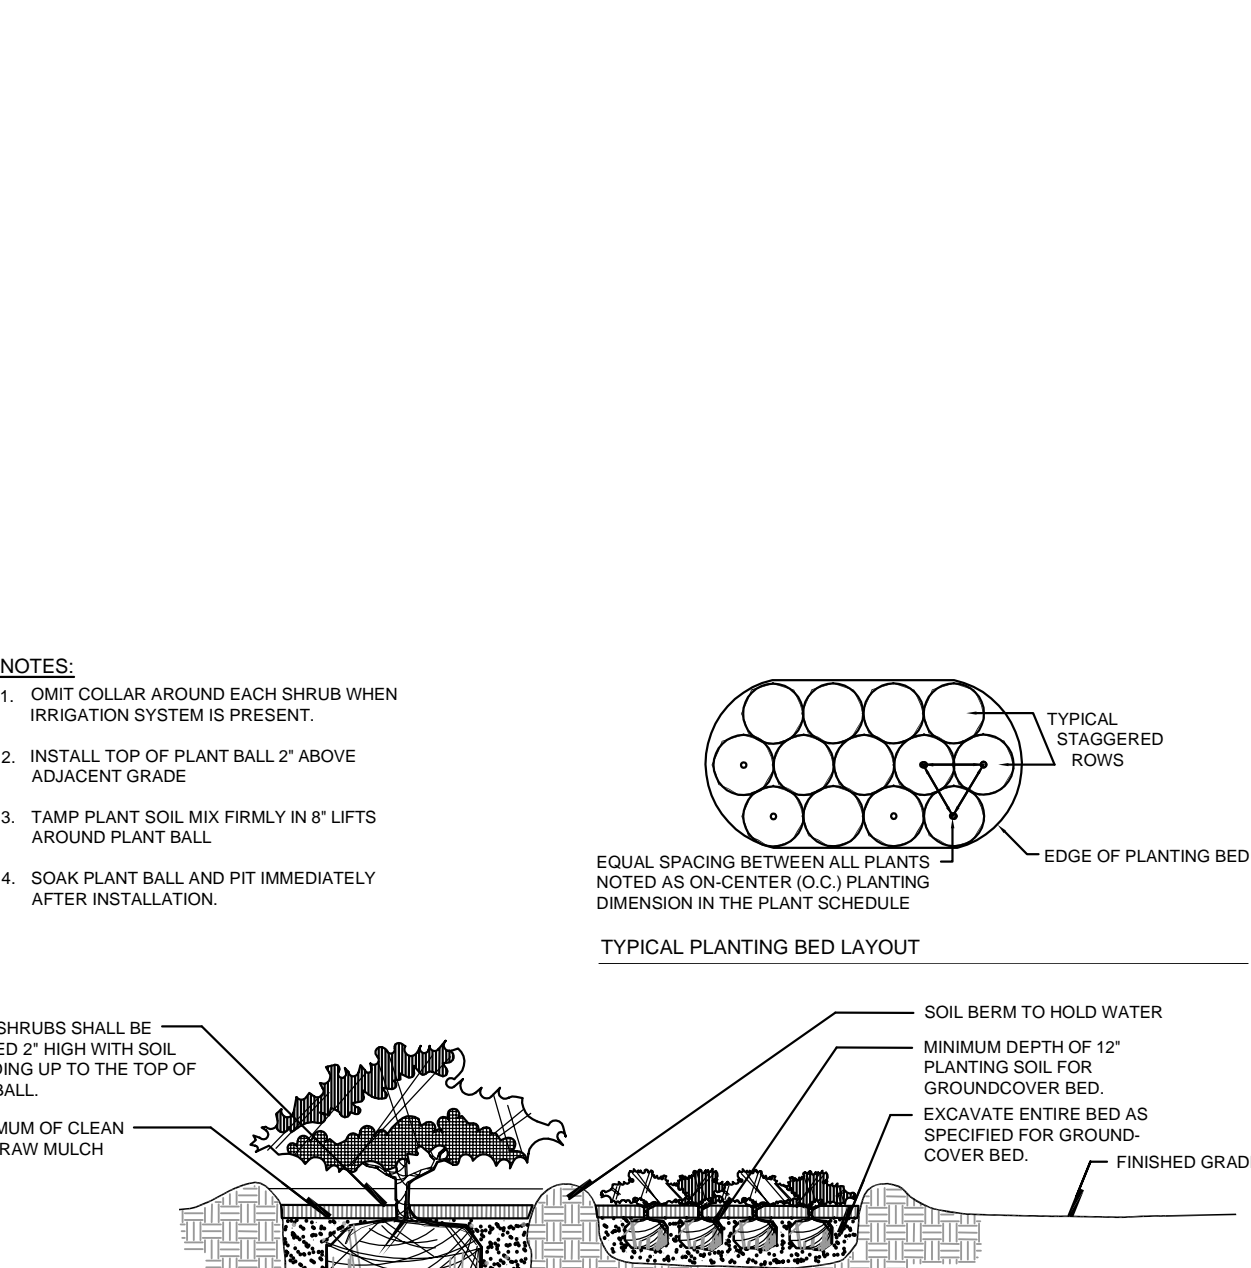 NOTES:
1. OMIT COLLAR AROUND EACH SHRUB WHEN
IRRIGATION SYSTEM IS PRESENT.
2. INSTALL TOP OF PLANT BALL 2" ABOVE
ADJACENT GRADE
3. TAMP PLANT SOIL MIX FIRMLY IN 8" LIFTS
AROUND PLANT BALL
4. SOAK PLANT BALL AND PIT IMMEDIATELY
AFTER INSTALLATION.
TYPICAL
STAGGERED
ROWS
EDGE OF PLANTING BED
EQUAL SPACING BETWEEN ALL PLANTS
NOTED AS ON-CENTER (O.C.) PLANTING
DIMENSION IN THE PLANT SCHEDULE
TYPICAL PLANTING BED LAYOUT
SHRUBS SHALL BE
2" HIGH WITH SOIL
UP TO THE TOP OF
BALL.
OF CLEAN
MULCH
SOIL BERM TO HOLD WATER
MINIMUM DEPTH OF 12"
PLANTING SOIL FOR
GROUNDCOVER BED.
EXCAVATE ENTIRE BED AS
SPECIFIED FOR GROUND-
COVER BED.
FINISHED